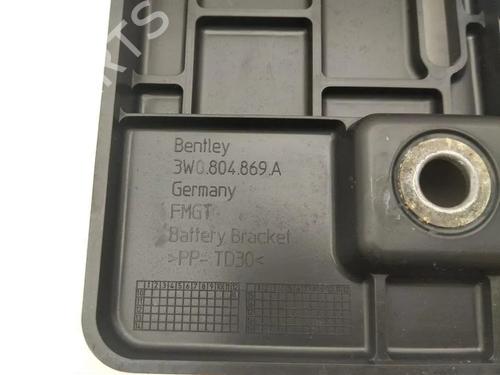 Bentley
3W0.804.869.A
Germany
FMGT
Battery Bracket
>PP-TD30<